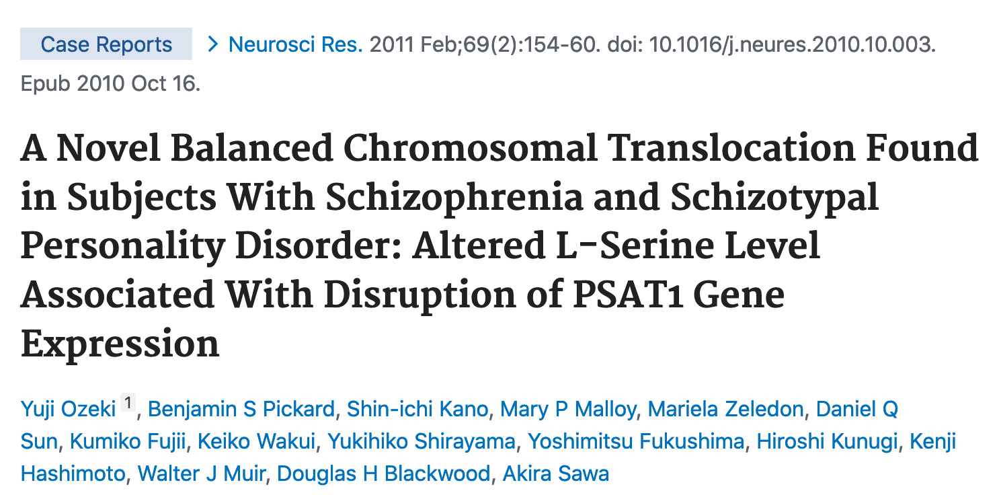 Case Reports > Neurosci Res. 2011 Feb;69(2):154-60. doi: 10.1016/j.neures.2010.10.003.
Epub 2010 Oct 16.
A Novel Balanced Chromosomal Translocation Found
in Subjects With Schizophrenia and Schizotypal
Personality Disorder: Altered L-Serine Level
Associated With Disruption of PSAT1 Gene
Expression
Yuji Ozeki 1, Benjamin S Pickard, Shin-ichi Kano, Mary P Malloy, Mariela Zeledon, Daniel Q
Sun, Kumiko Fujii, Keiko Wakui, Yukihiko Shirayama, Yoshimitsu Fukushima, Hiroshi Kunugi, Kenji
Hashimoto, Walter J Muir, Douglas H Blackwood, Akira Sawa